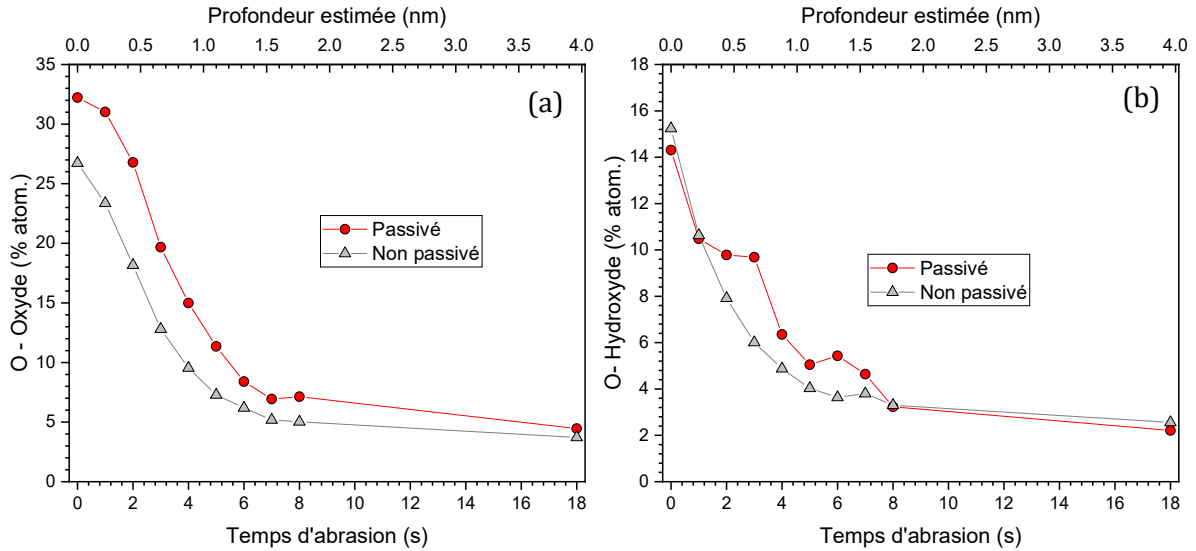 Profondeur estimée (nm)
0.0 0.5 1.0 1.5 2.0 2.5 3.0 3.5 4.0
35
30
25
20
15
10
5
0
O - Oxyde (% atom.)
(a)
Passivé
Non passivé
0 2 4 6 8 10 12 14 16 18
Temps d'abrasion (s)
Profondeur estimée (nm)
0.0 0.5 1.0 1.5 2.0 2.5 3.0 3.5 4.0
18
16
14
12
10
8
6
4
2
0
O- Hydroxyde (% atom.)
(b)
Passivé
Non passivé
0 2 4 6 8 10 12 14 16 18
Temps d'abrasion (s)